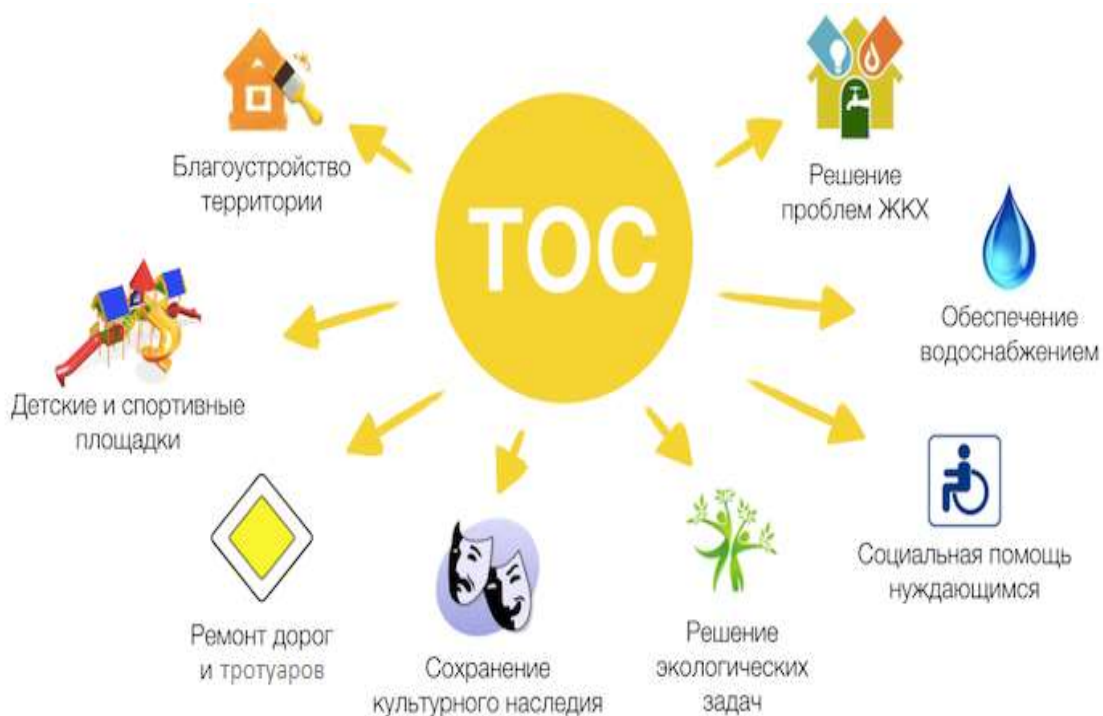 ТОС
Благоустройство
территории
Решение
проблем ЖКХ
Обеспечение
водоснабжением
Детские и спортивные
площадки
Социальная помощь
нуждающимся
Ремонт дорог
и тротуаров
Сохранение
культурного наследия
Решение
экологических
задач